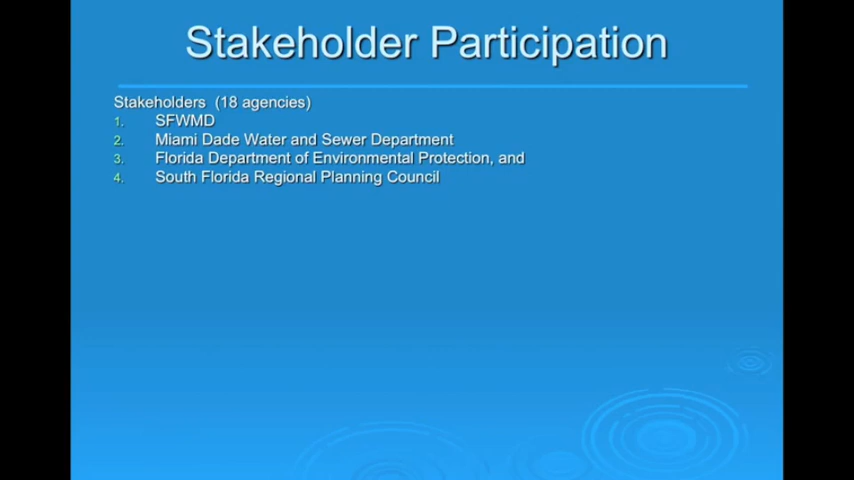 Stakeholder Participation
Stakeholders (18 agencies)
1. SFWMD
2. Miami Dade Water and Sewer Department
3. Florida Department of Environmental Protection, and
4. South Florida Regional Planning Council